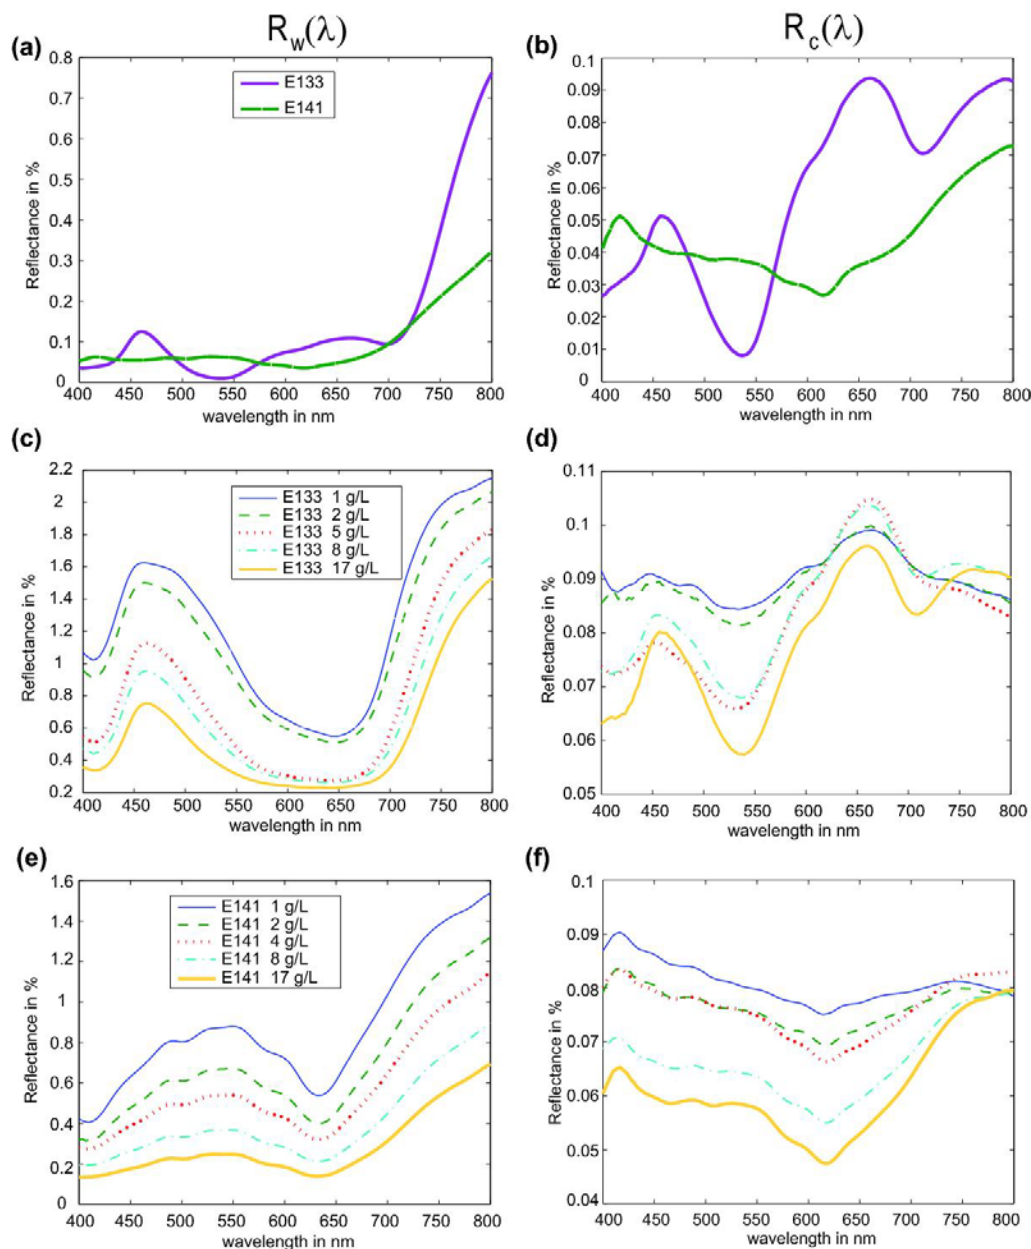 R_w(λ)
R_c(λ)
(a)
0.8
0.7
0.6
0.5
0.4
0.3
0.2
0.1
0
Reflectance in %
E133
E141
400 450 500 550 600 650 700 750 800
wavelength in nm
(b)
0.1
0.09
0.08
0.07
0.06
0.05
0.04
0.03
0.02
0.01
0
Reflectance in %
400 450 500 550 600 650 700 750 800
wavelength in nm
(c)
2.2
2
1.8
1.6
1.4
1.2
1
0.8
0.6
0.4
0.2
Reflectance in %
E133 1 g/L
E133 2 g/L
E133 5 g/L
E133 8 g/L
E133 17 g/L
400 450 500 550 600 650 700 750 800
wavelength in nm
(d)
0.11
0.1
0.09
0.08
0.07
0.06
0.05
Reflectance in %
400 450 500 550 600 650 700 750 800
wavelength in nm
(e)
1.6
1.4
1.2
1
0.8
0.6
0.4
0.2
0
Reflectance in %
E141 1 g/L
E141 2 g/L
E141 4 g/L
E141 8 g/L
E141 17 g/L
400 450 500 550 600 650 700 750 800
wavelength in nm
(f)
0.1
0.09
0.08
0.07
0.06
0.05
0.04
Reflectance in %
400 450 500 550 600 650 700 750 800
wavelength in nm